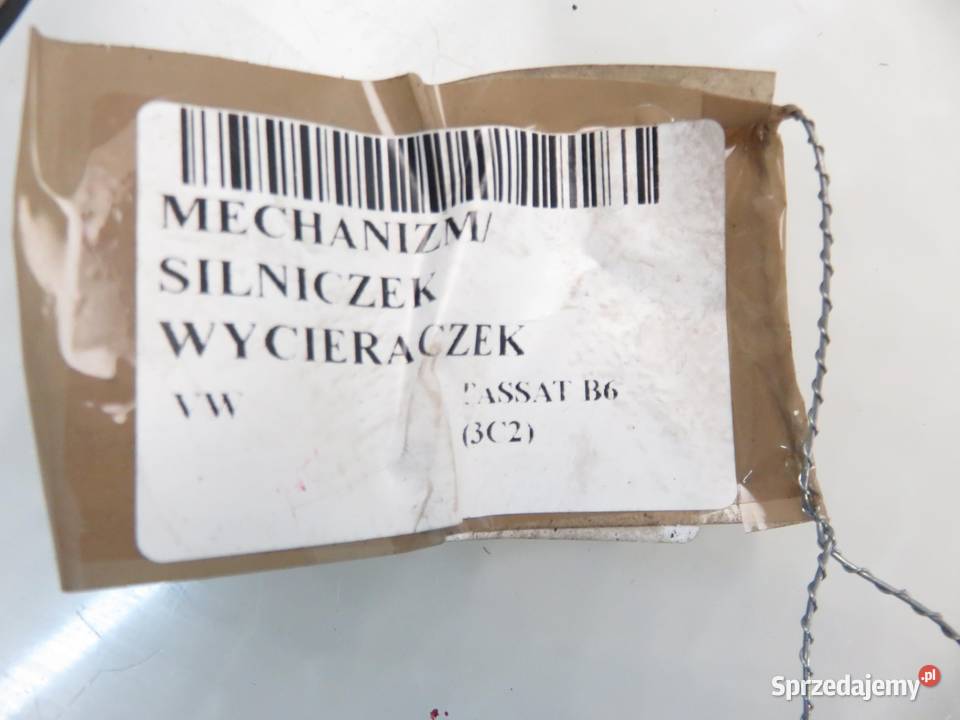 MECHANIZM/
SILNICZEK
WYCIERACZEK
VW PASSAT B6
(3C2)
Sprzedajemy.pl